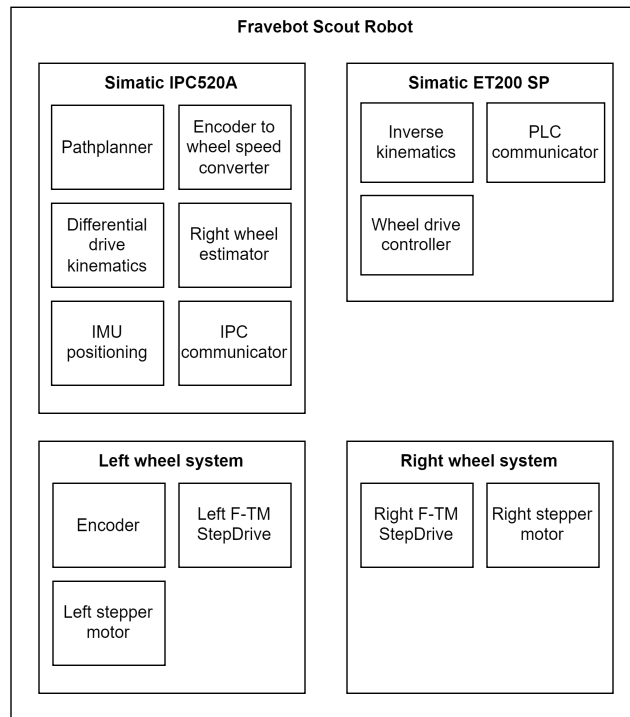 Fravebot Scout Robot
Simatic IPC520A
Pathplanner
Encoder to
wheel speed
converter
Differential
drive
kinematics
Right wheel
estimator
IMU
positioning
IPC
communicator
Simatic ET200 SP
Inverse
kinematics
PLC
communicator
Wheel drive
controller
Left wheel system
Encoder
Left F-TM
StepDrive
Left stepper
motor
Right wheel system
Right F-TM
StepDrive
Right stepper
motor